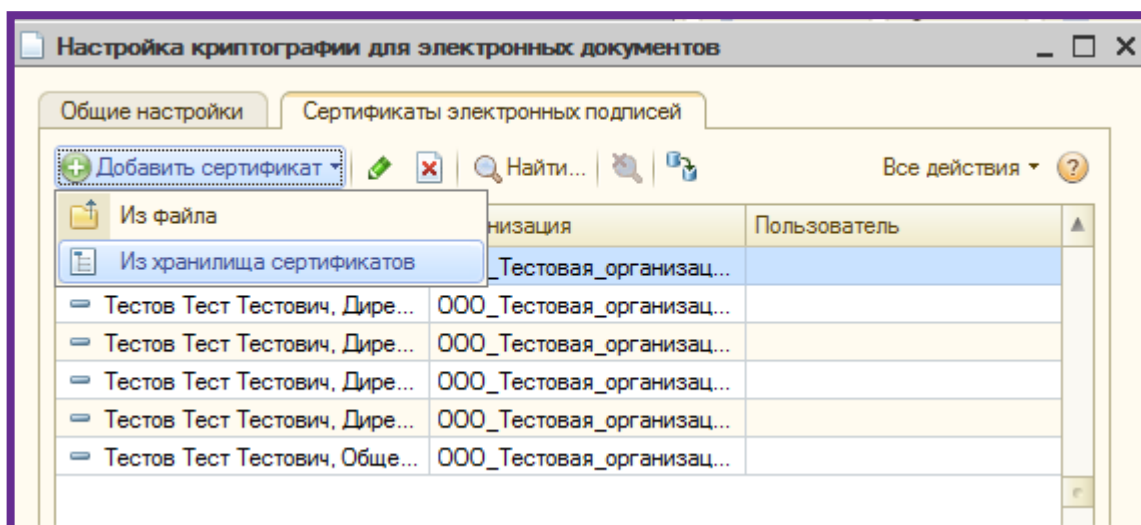 Настройка криптографии для электронных документов
Общие настройки Сертификаты электронных подписей
Добавить сертификат Найти... Все действия ?
Из файла
низация Пользователь
Из хранилища сертификатов _Тестовая_организац...
Тестов Тест Тестович, Дире... ООО_Тестовая_организац...
Тестов Тест Тестович, Дире... ООО_Тестовая_организац...
Тестов Тест Тестович, Дире... ООО_Тестовая_организац...
Тестов Тест Тестович, Дире... ООО_Тестовая_организац...
Тестов Тест Тестович, Обще... ООО_Тестовая_организац...